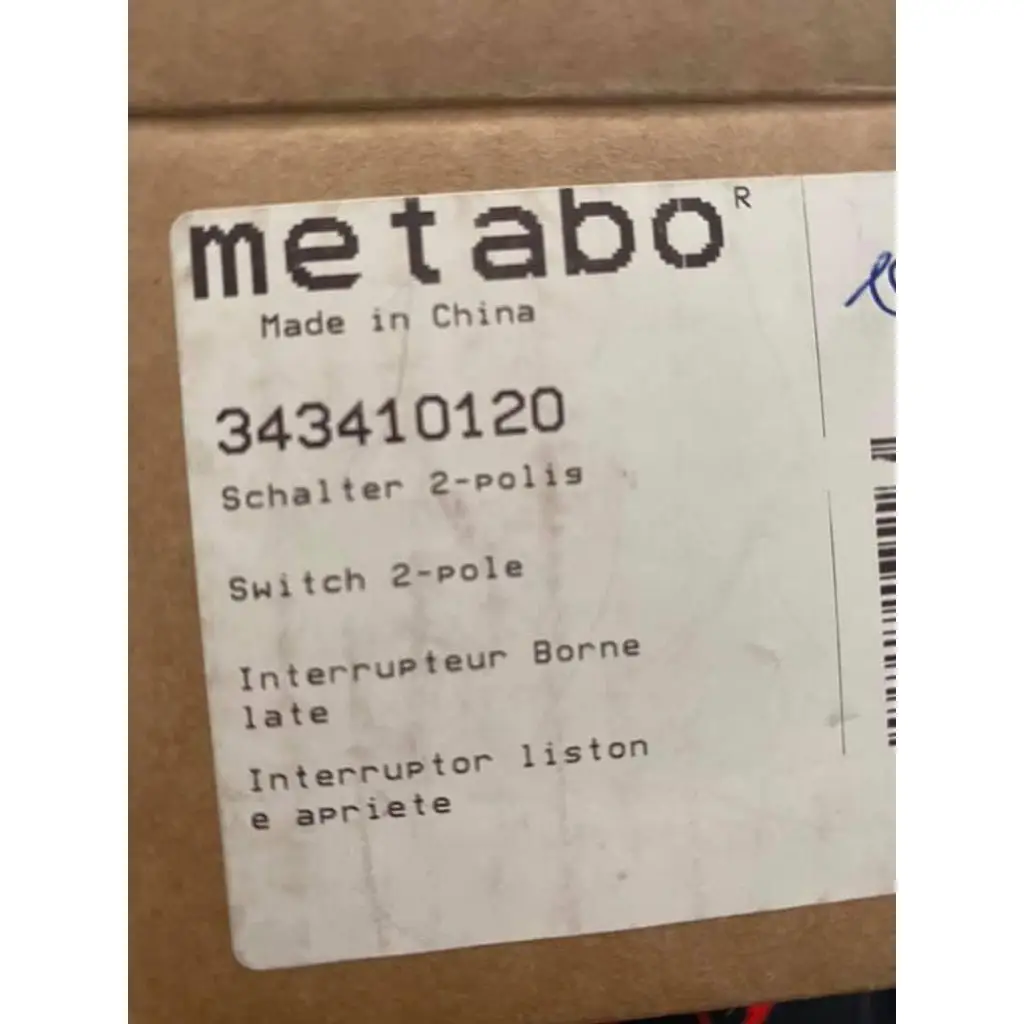 metabo R
Made in China
343410120
Schalter 2-polig
Switch 2-pole
Interrupteur Borne
late
Interruptor liston
e apriete